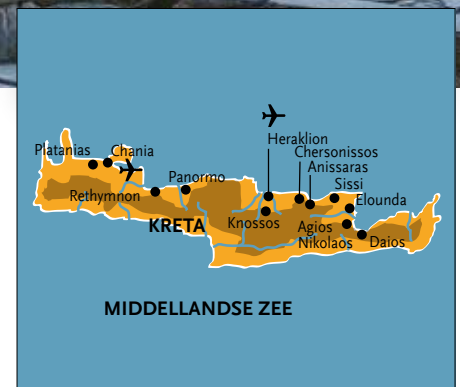 Heraklion
Chersonissos
Platanias
Chania
Anissaras
Panormo
Sissi
Rethymnon
Elounda
KRETA
Knossos
Agios
Nikolaos
Daios
MIDDELLANDSE ZEE